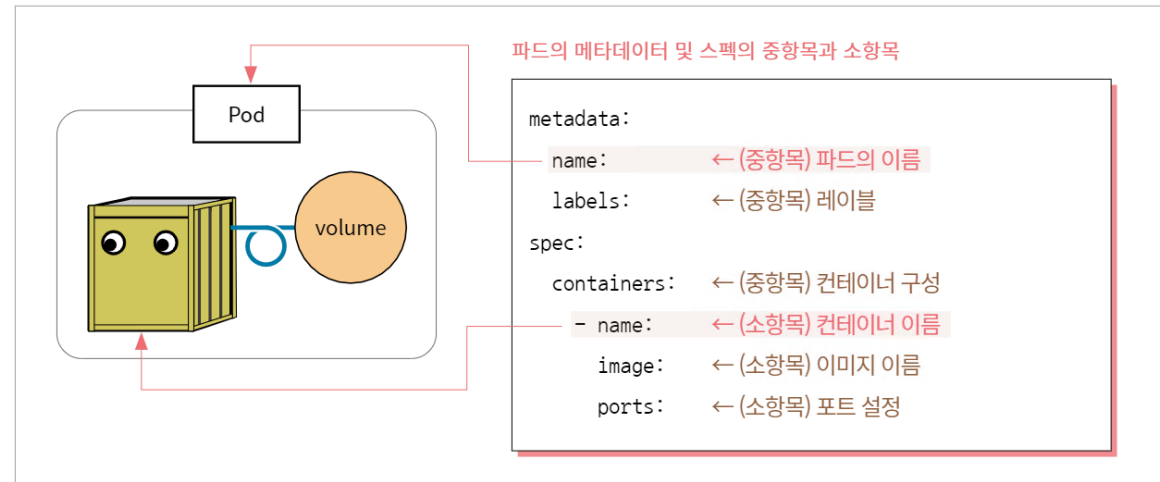 파드의 메타데이터 및 스펙의 중항목과 소항목
Pod
volume
metadata:
name: ← (중항목) 파드의 이름
labels: ← (중항목) 레이블
spec:
containers: ← (중항목) 컨테이너 구성
- name: ← (소항목) 컨테이너 이름
image: ← (소항목) 이미지 이름
ports: ← (소항목) 포트 설정